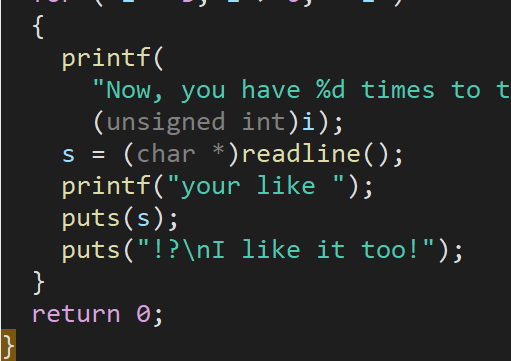 {
printf(
"Now, you have %d times to t
(unsigned int)i);
s = (char *)readline();
printf("your like ");
puts(s);
puts("!?\nI like it too!");
}
return 0;
}